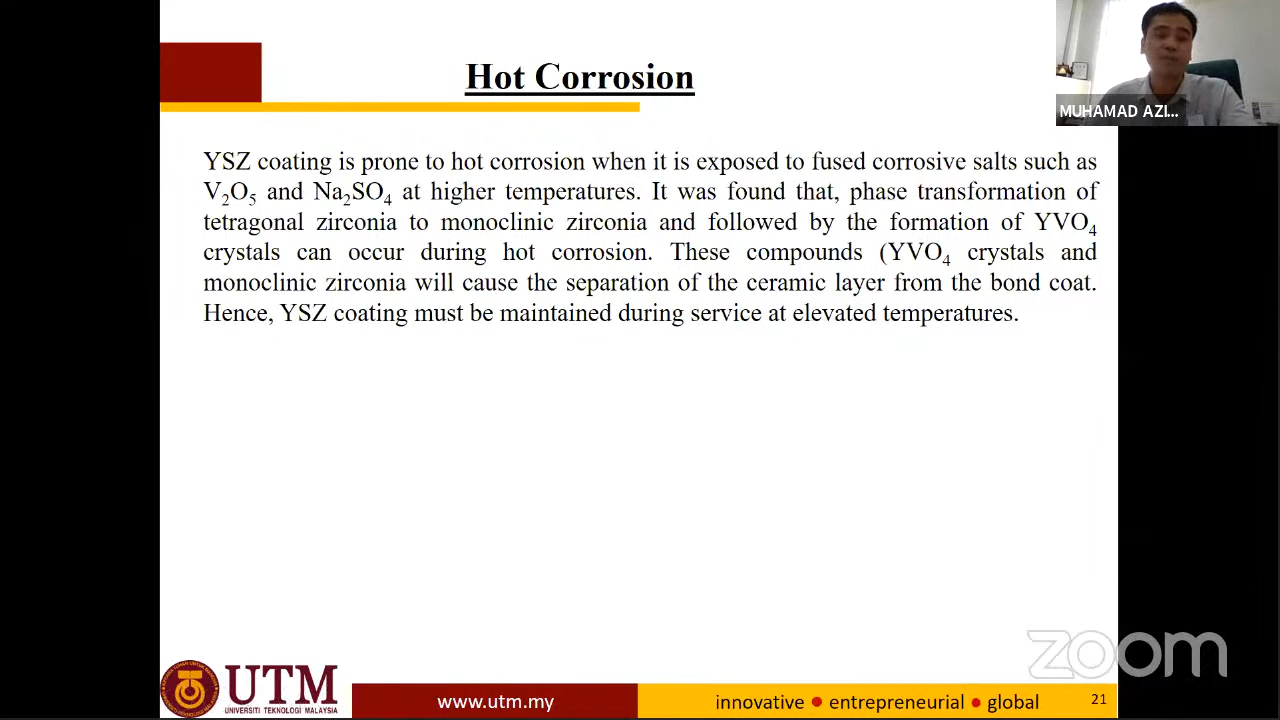 Hot Corrosion
MUHAMAD AZI...
YSZ coating is prone to hot corrosion when it is exposed to fused corrosive salts such as
V₂O₅ and Na₂SO₄ at higher temperatures. It was found that, phase transformation of
tetragonal zirconia to monoclinic zirconia and followed by the formation of YVO₄
crystals can occur during hot corrosion. These compounds (YVO₄ crystals and
monoclinic zirconia will cause the separation of the ceramic layer from the bond coat.
Hence, YSZ coating must be maintained during service at elevated temperatures.
zoom
UTM
UNIVERSITI TEKNOLOGI MALAYSIA
www.utm.my
innovative ● entrepreneurial ● global
21